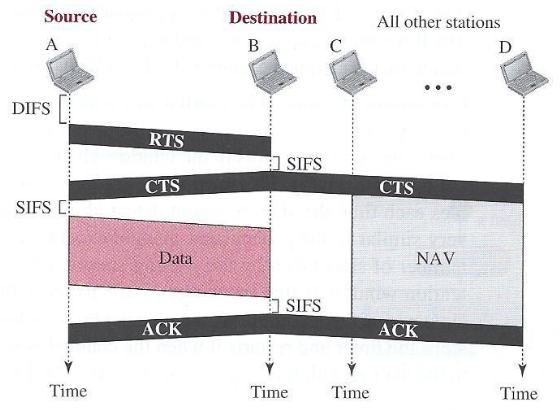 Source
Destination
All other stations
A
B
C
D
DIFS
RTS
SIFS
CTS
CTS
SIFS
Data
NAV
SIFS
ACK
ACK
Time
Time
Time
Time